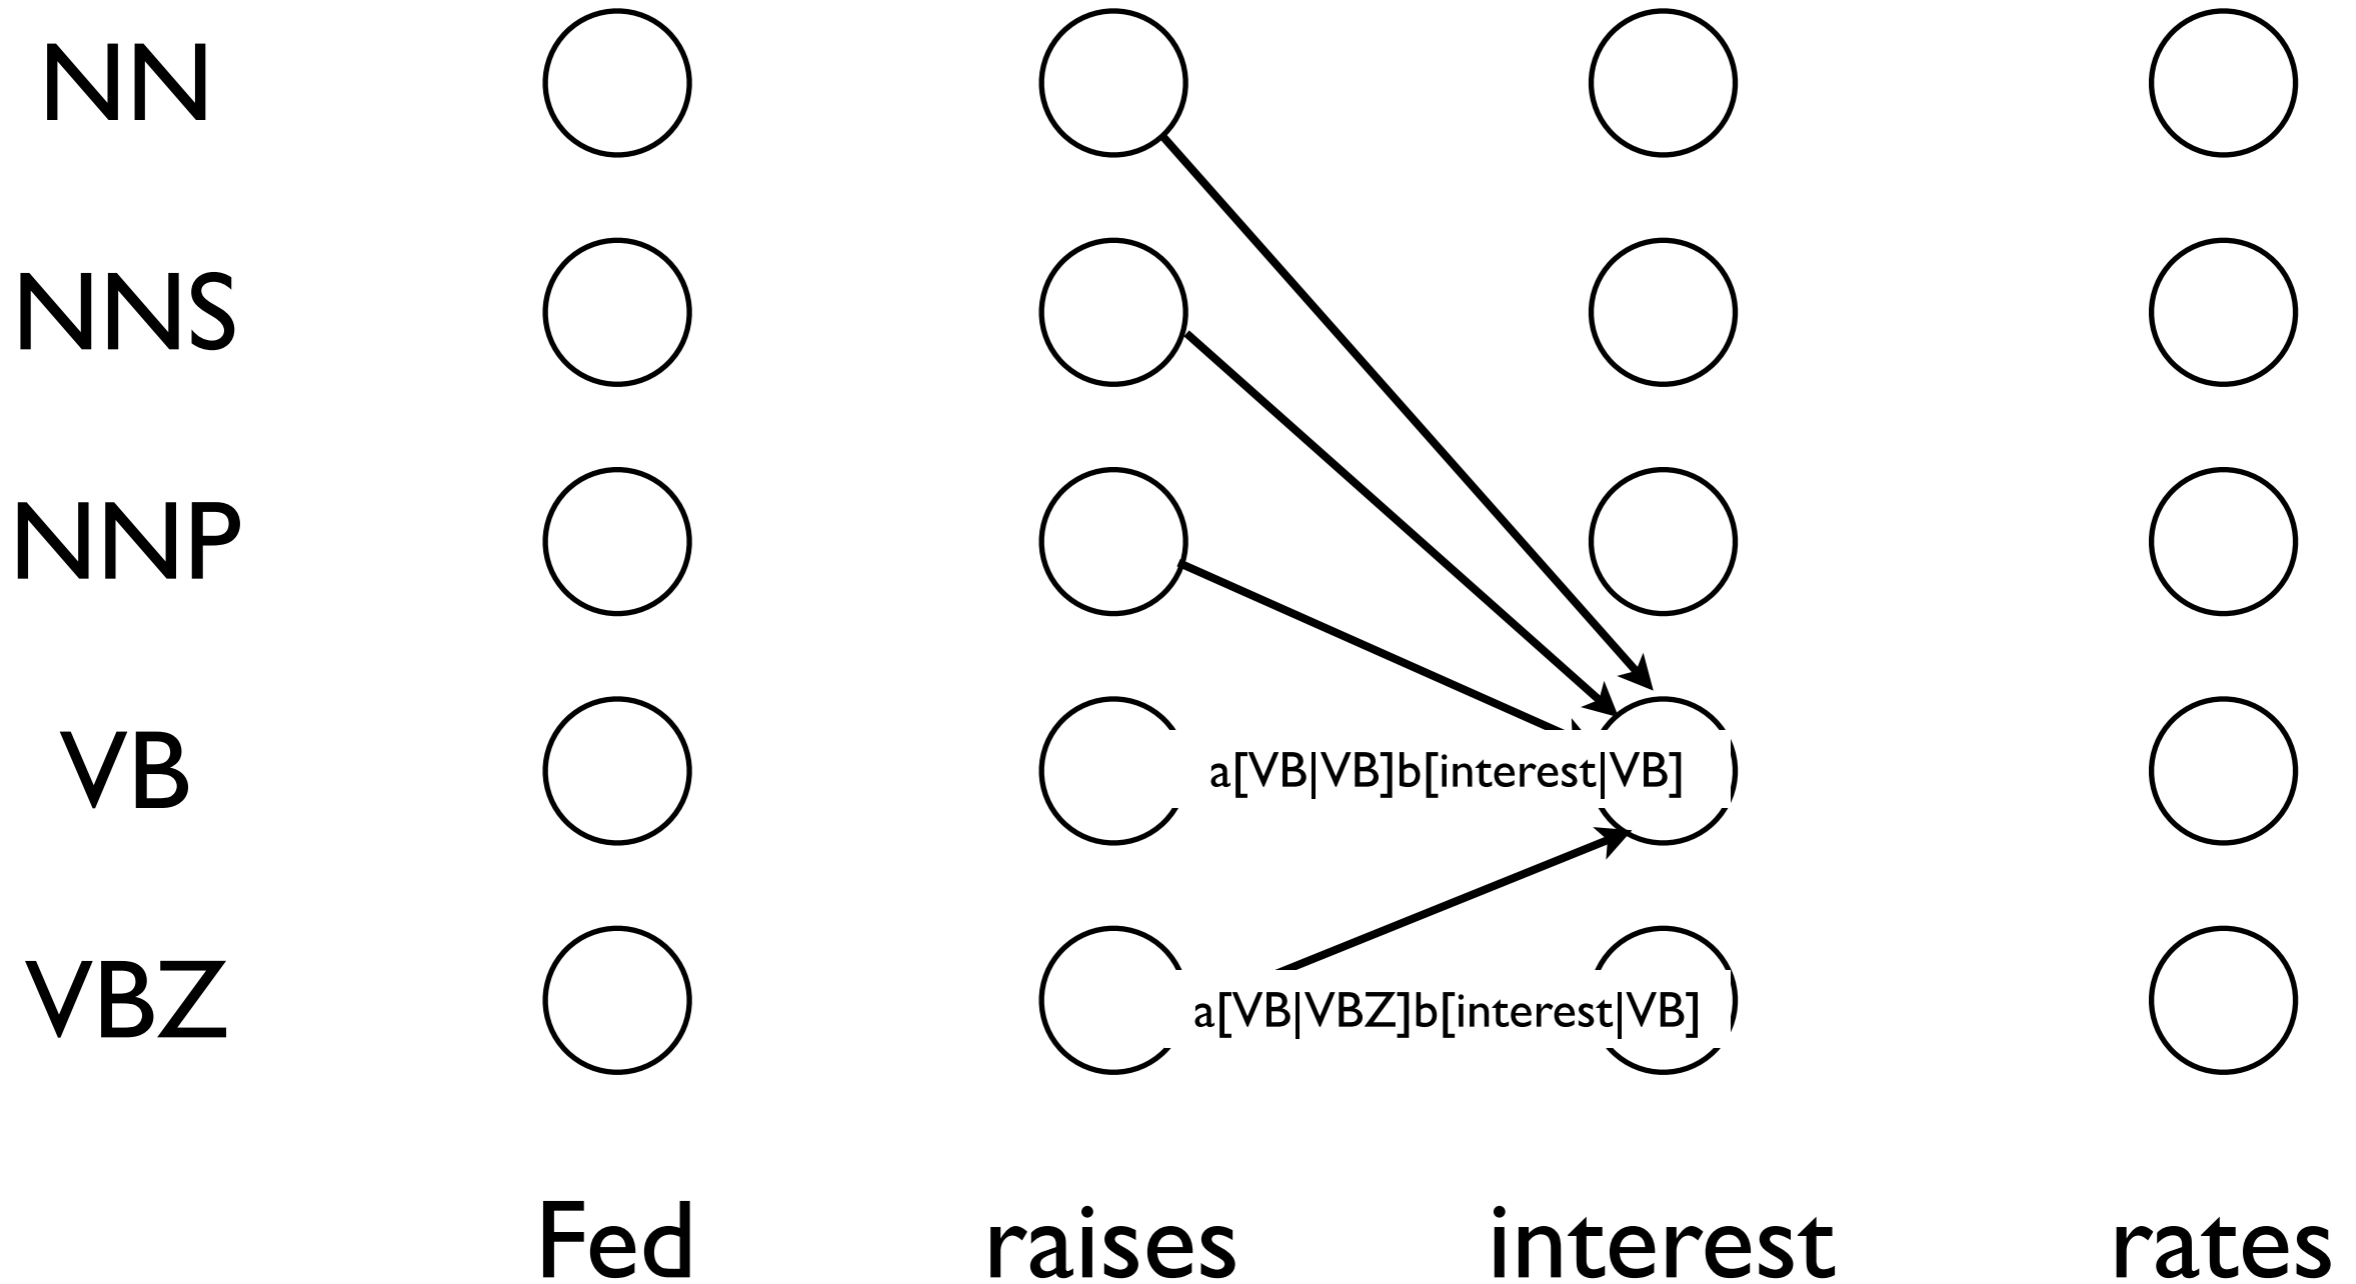 NN
NNS
NNP
VB
a[VB|VB]b[interest|VB]
VBZ
a[VB|VBZ]b[interest|VB]
Fed raises interest rates